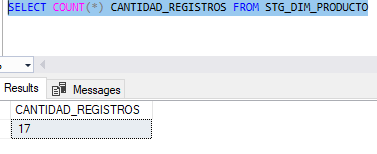 SELECT COUNT(*) CANTIDAD_REGISTROS FROM STG_DIM_PRODUCTO
Results Messages
CANTIDAD_REGISTROS
17